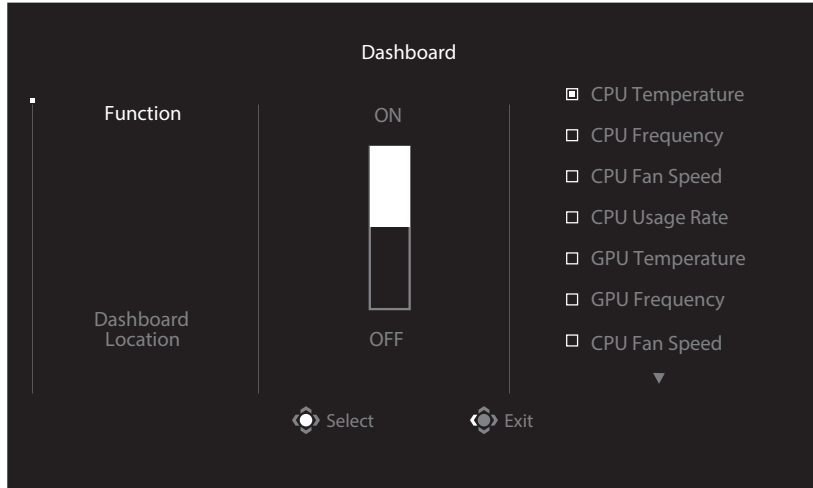 Dashboard
Function
Dashboard
Location
ON
OFF
CPU Temperature
CPU Frequency
CPU Fan Speed
CPU Usage Rate
GPU Temperature
GPU Frequency
CPU Fan Speed
Select
Exit